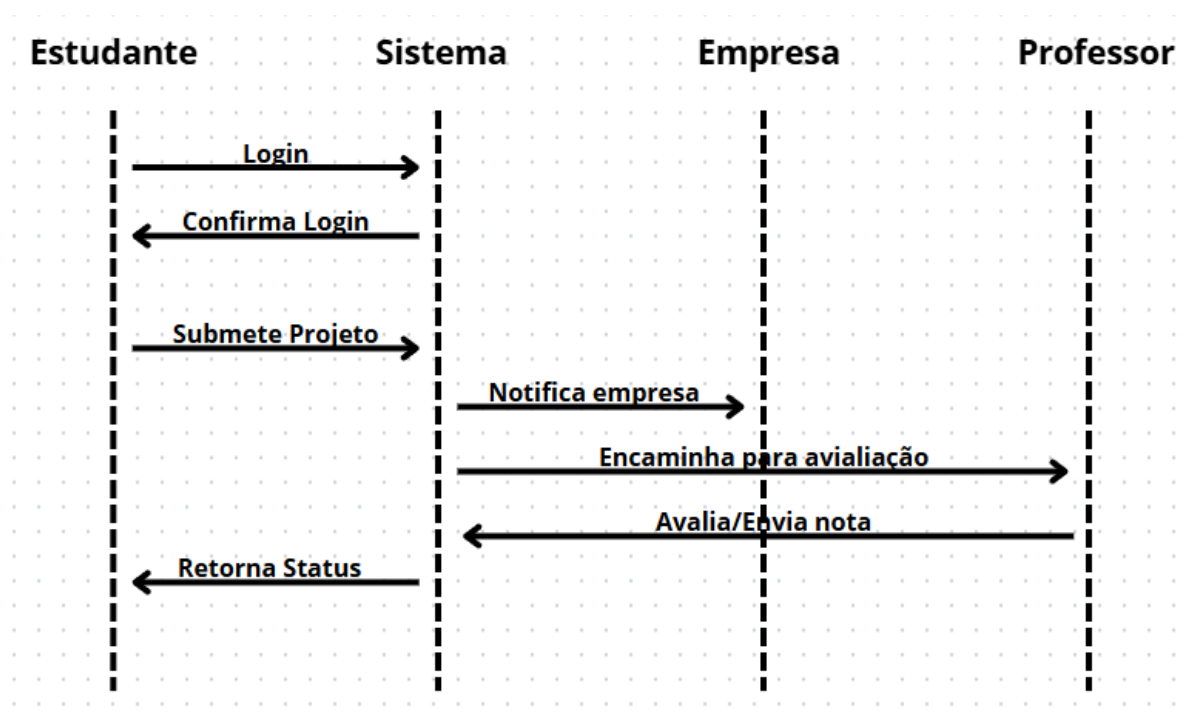 Estudante Sistema Empresa Professor
Login
Confirma Login
Submete Projeto
Notifica empresa
Encaminha para avialiação
Avalia/Envia nota
Retorna Status